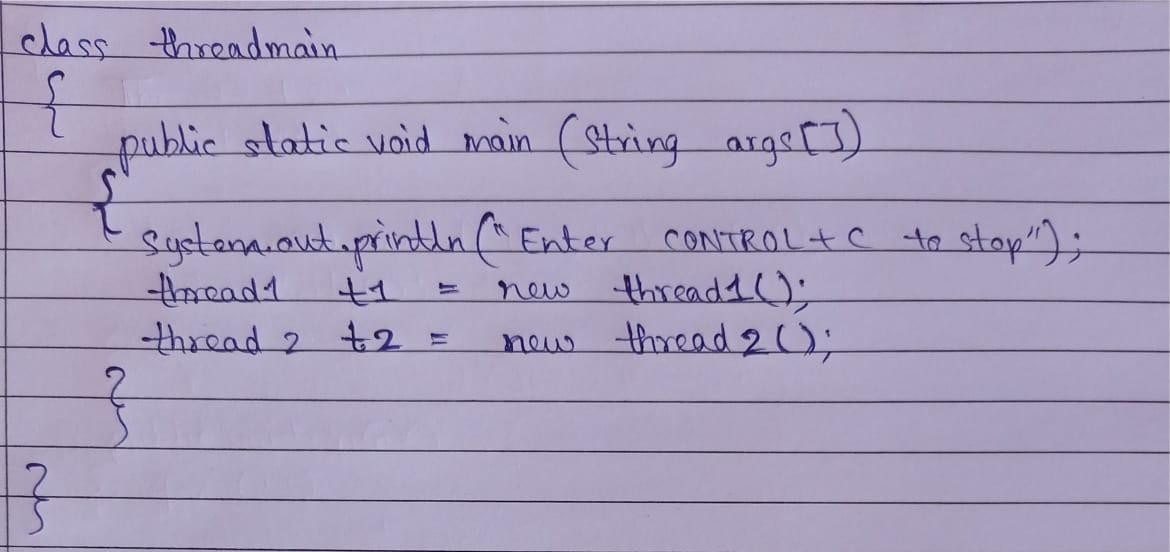 class threadmain
{
public static void main (String args[])
{
system.out.println("Enter CONTROL+C to stop");
thread1 t1 = new thread1();
thread 2 t2 = new thread 2();
}
}